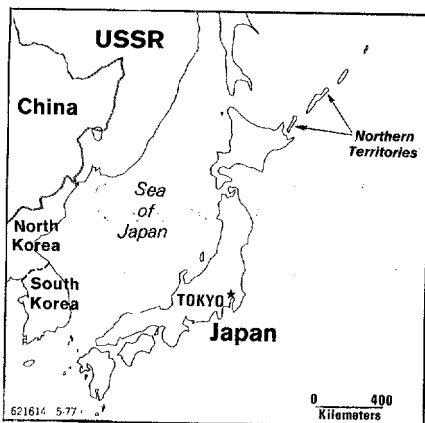 USSR
China
Northern
Territories
Sea
of
Japan
North
Korea
South
Korea
TOKYO
Japan
0 400
Kilometers
621614 5-77